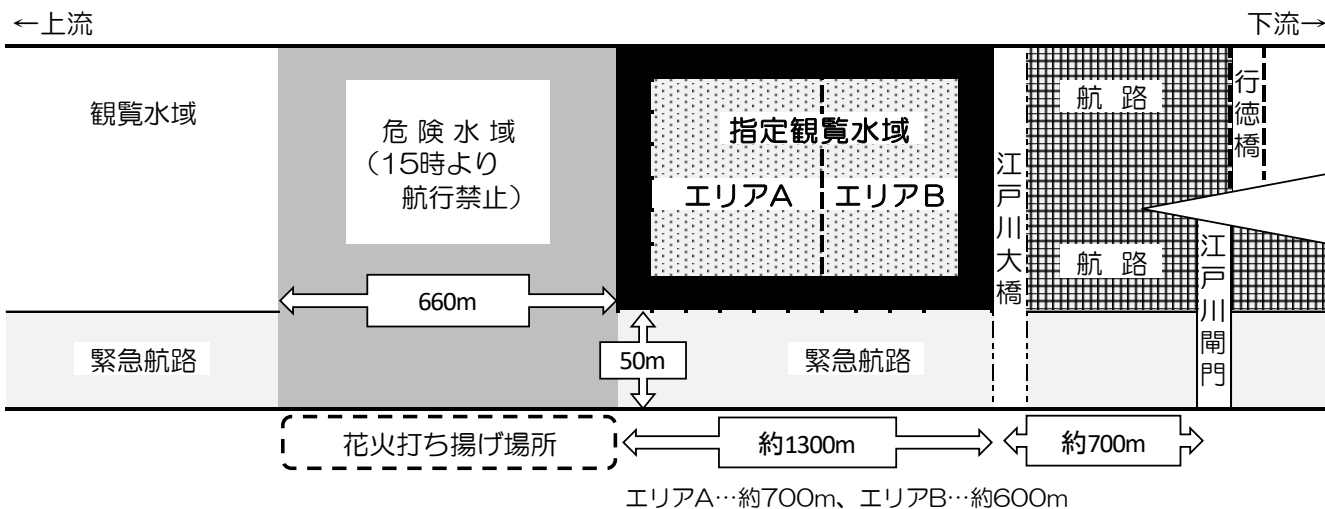 ←上流
下流→
観覧水域
危険水域
（15時より
航行禁止）
指定観覧水域
エリアA
エリアB
江戸川大橋
航路
航路
行徳橋
江戸川閘門
660m
緊急航路
50m
緊急航路
花火打ち揚げ場所
約1300m
約700m
エリアA…約700m、エリアB…約600m